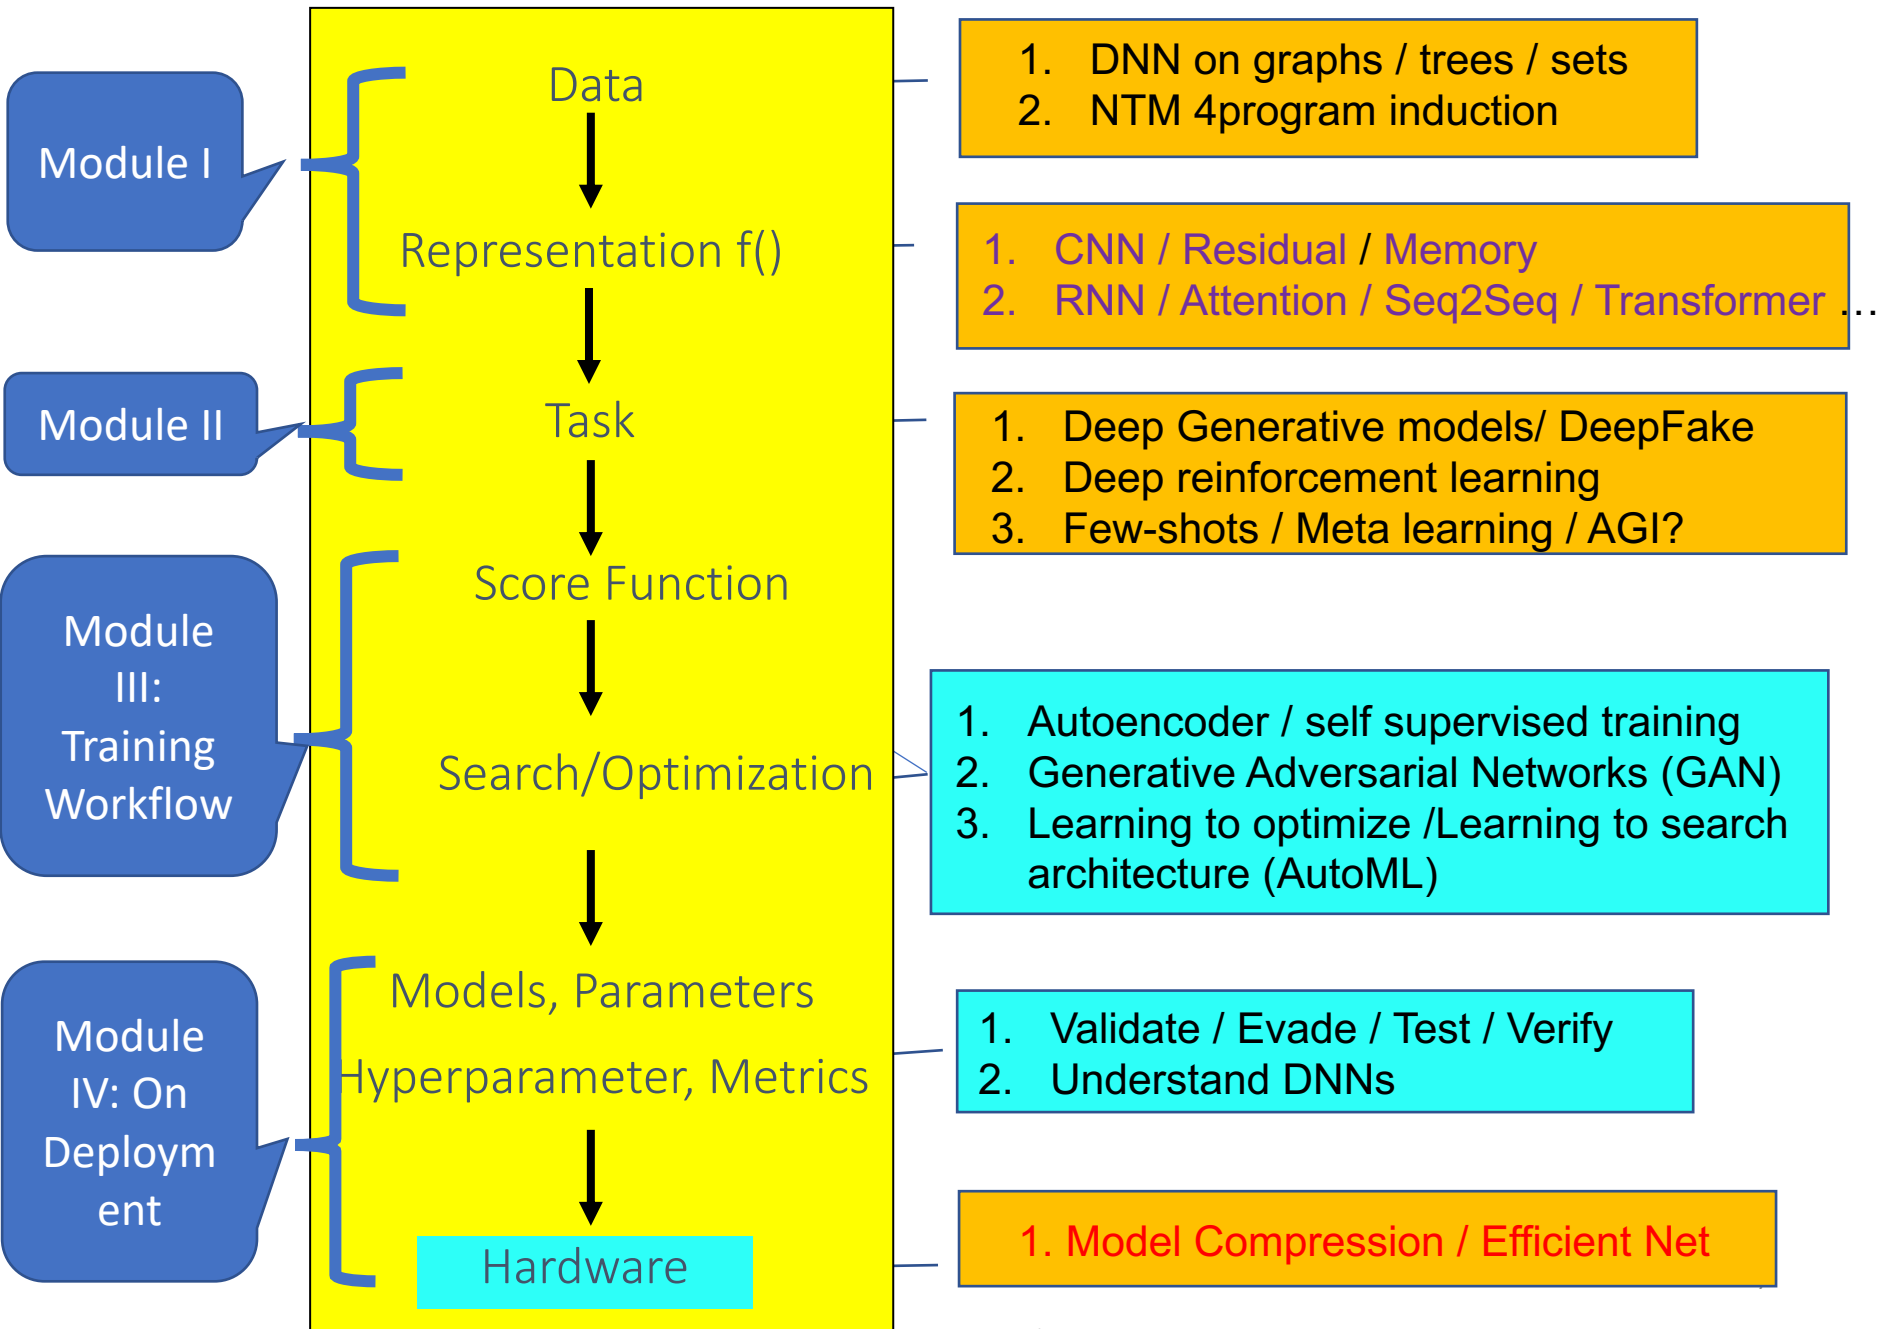 Module I
Data
Representation f()
1. DNN on graphs / trees / sets
2. NTM 4program induction
1. CNN / Residual / Memory
2. RNN / Attention / Seq2Seq / Transformer ...
Module II
Task
1. Deep Generative models/ DeepFake
2. Deep reinforcement learning
3. Few-shots / Meta learning / AGI?
Module
III:
Training
Workflow
Score Function
Search/Optimization
1. Autoencoder / self supervised training
2. Generative Adversarial Networks (GAN)
3. Learning to optimize /Learning to search
architecture (AutoML)
Module
IV: On
Deploym
ent
Models, Parameters
Hyperparameter, Metrics
1. Validate / Evade / Test / Verify
2. Understand DNNs
Hardware
1. Model Compression / Efficient Net